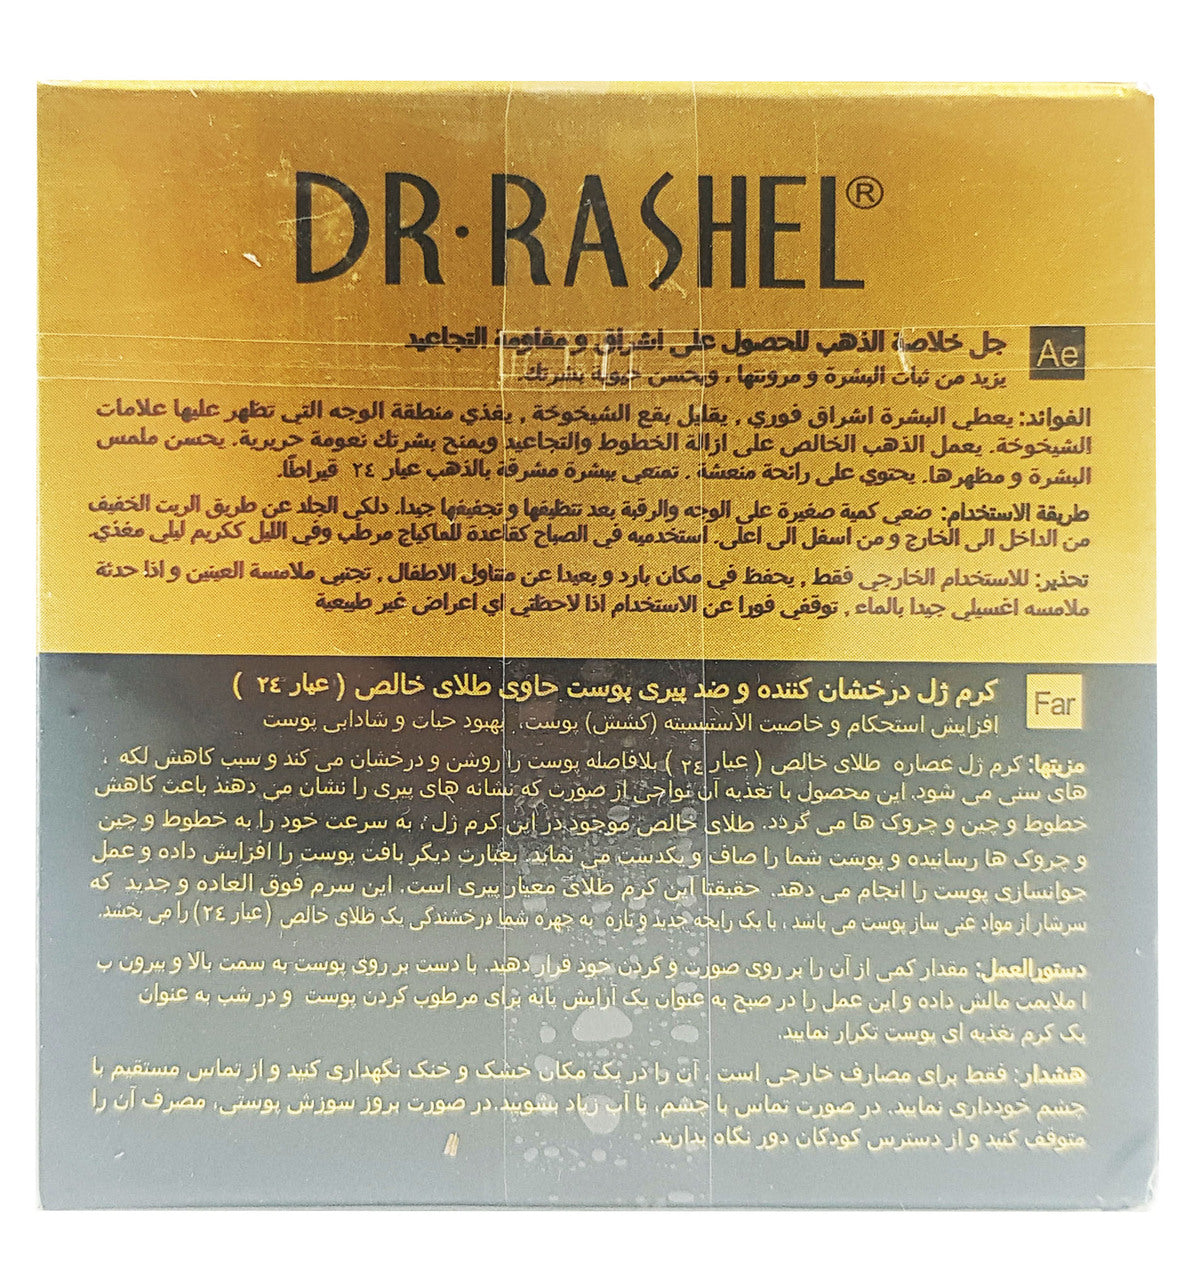 DR·RASHEL®
Ae
جل خلاصة الذهب للحصول على اشراق و مقاومة التجاعيد
يزيد من ثبات البشرة و مرونتها ، ويحسن حيوية بشرتك.
الفوائد: يعطي البشرة اشراق فوري , يقليل بقع الشيخوخة , يغذي منطقة الوجه التي تظهر عليها علامات
الشيخوخة. يعمل الذهب الخالص على ازالة الخطوط والتجاعيد ويمنح بشرتك نعومة حريرية. يحسن ملمس
البشرة و مظهرها. يحتوي على رائحة منعشة . تمتعي ببشرة مشرقة بالذهب عيار ٢٤ قيراطًا.
طريقة الاستخدام: ضعي كمية صغيرة على الوجه والرقبة بعد تنظيفها و تجفيفها جيدا. دلكي الجلد عن طريق الربت الخفيف
من الداخل الى الخارج و من اسفل الى اعلى. استخدميه في الصباح كقاعدة للماكياج مرطب وفي الليل ككريم ليلي مغذي.
تحذير: للاستخدام الخارجي فقط , يحفظ في مكان بارد و بعيدا عن متناول الاطفال , تجنبي ملامسة العينين و اذا حدثة
ملامسه اغسيلي جيدا بالماء , توقفي فورا عن الاستخدام اذا لاحظتي اي اعراض غير طبيعية
Far
کرم ژل درخشان کننده و ضد پیری پوست حاوی طلای خالص ( عیار ٢٤ )
افزایش استحکام و خاصیت الاستیسیته (کشش) پوست، بهبود حیات و شادابی پوست
مزیتها: کرم ژل عصاره طلای خالص ( عیار ٢٤ ) بلافاصله پوست را روشن و درخشان می کند و سبب کاهش لکه ،
های سنی می شود. این محصول با تغذیه آن نواحی از صورت که نشانه های پیری را نشان می دهند باعث کاهش
خطوط و چین و چروک ها می گردد. طلای خالص موجود در این کرم ژل ، به سرعت خود را به خطوط و چین
و چروک ها رسانیده و پوست شما را صاف و یکدست می نماید. بعبارت دیگر بافت پوست را افزایش داده و عمل
جوانسازی پوست را انجام می دهد. حقیقتا این کرم طلای معیار پیری است. این سرم فوق العاده و جدید که
سرشار از مواد غنی ساز پوست می باشد ، با یک رایحه جدید و تازه به چهره شما درخشندگی یک طلای خالص (عیار ٢٤) را می بخشد.
دستورالعمل: مقدار کمی از آن را بر روی صورت و گردن خود قرار دهید. با دست بر روی پوست به سمت بالا و بیرون ب
ا ملایمت مالش داده و این عمل را در صبح به عنوان یک آرایش پایه برای مرطوب کردن پوست و در شب به عنوان
یک کرم تغذیه ای پوست تکرار نمایید.
هشدار: فقط برای مصارف خارجی است ، آن را در یک مکان خشک و خنک نگهداری کنید و از تماس مستقیم با
چشم خودداری نمایید. در صورت تماس با چشم، با آب زیاد بشویید.در صورت بروز سوزش پوستی، مصرف آن را
متوقف کنید و از دسترس کودکان دور نگاه بدارید.